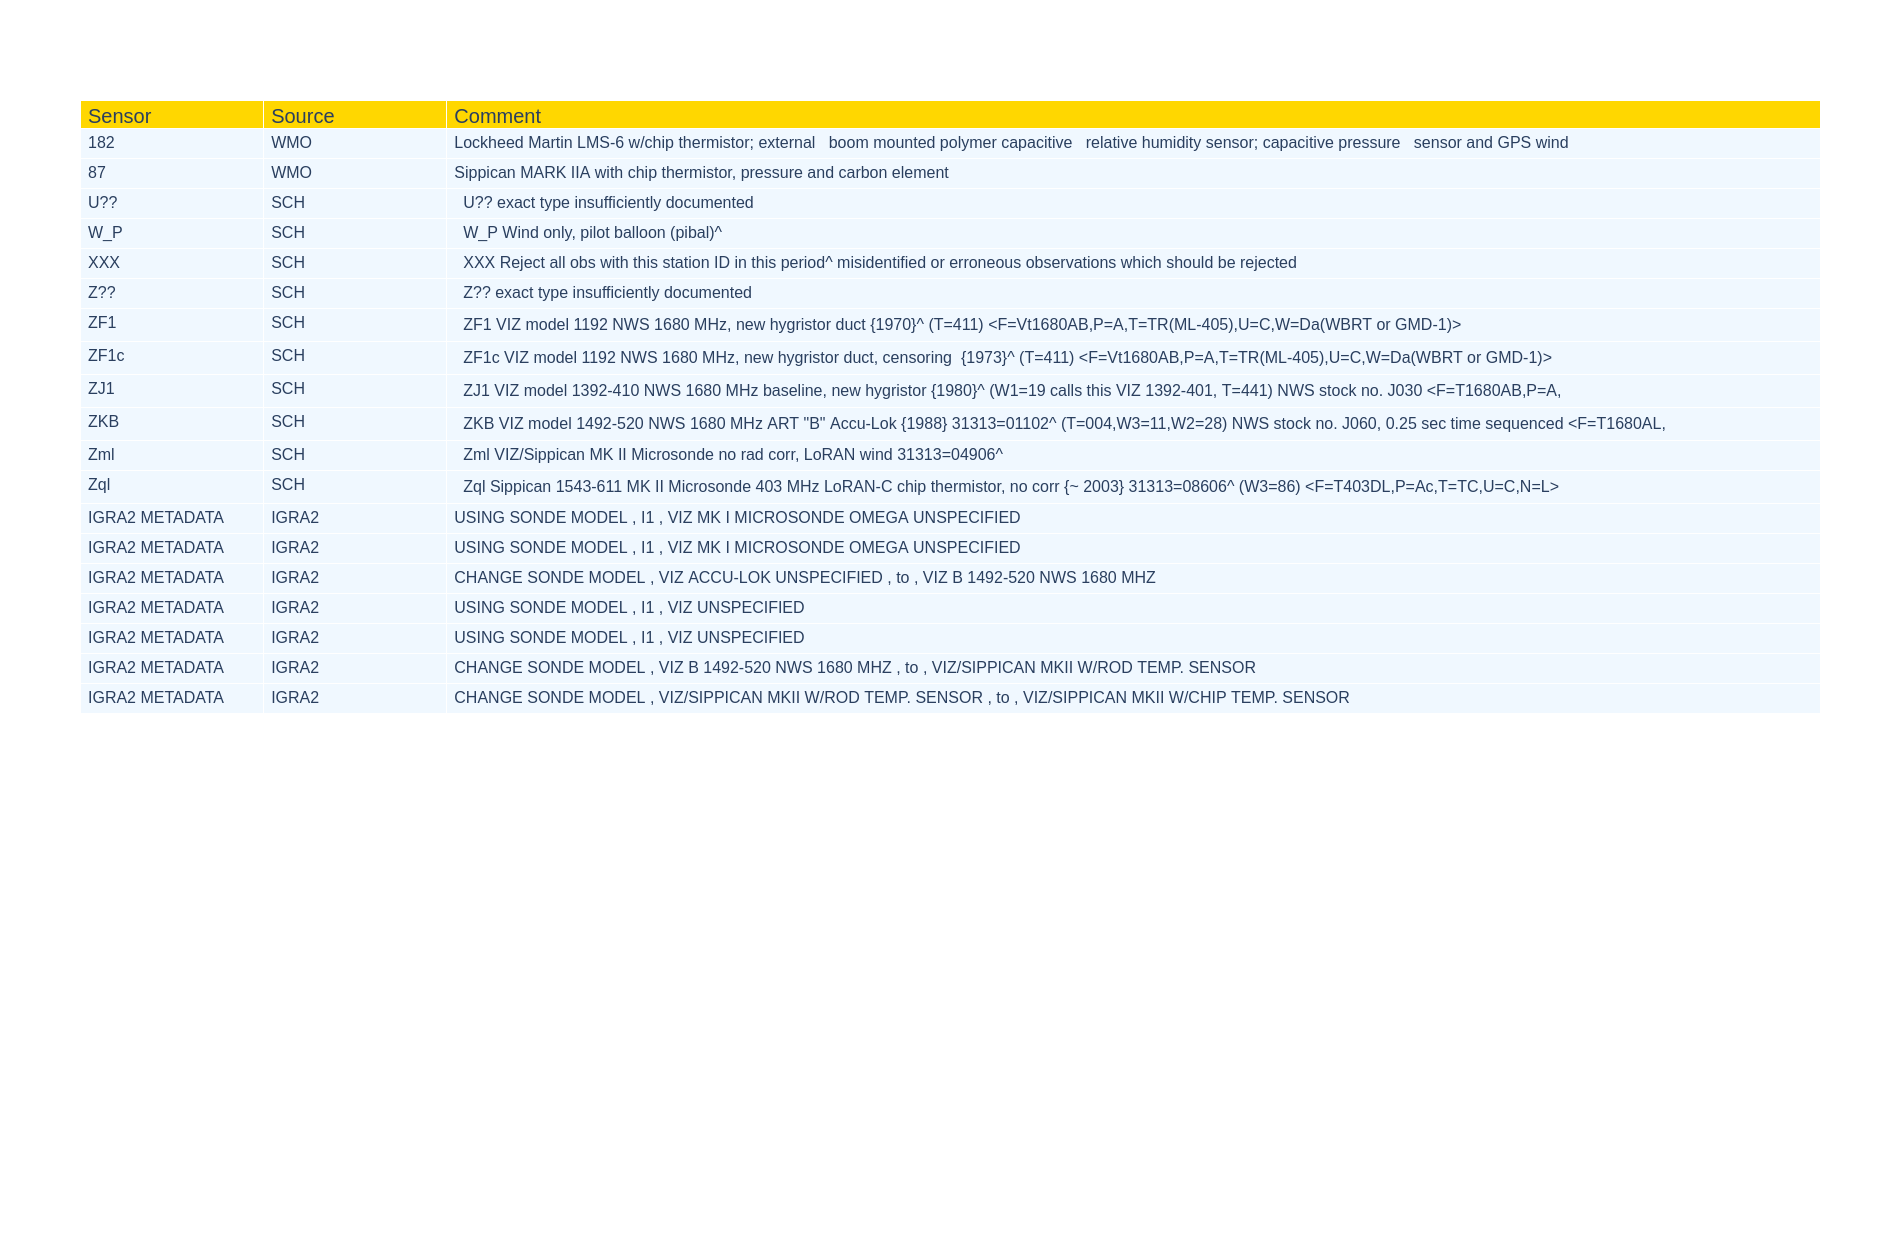 Sensor Source Comment
182 WMO Lockheed Martin LMS-6 w/chip thermistor; external   boom mounted polymer capacitive   relative humidity sensor; capacitive pressure   sensor and GPS wind
87 WMO Sippican MARK IIA with chip thermistor, pressure and carbon element
U?? SCH U?? exact type insufficiently documented
W_P SCH W_P Wind only, pilot balloon (pibal)^
XXX SCH XXX Reject all obs with this station ID in this period^ misidentified or erroneous observations which should be rejected
Z?? SCH Z?? exact type insufficiently documented
ZF1 SCH ZF1 VIZ model 1192 NWS 1680 MHz, new hygristor duct {1970}^ (T=411) <F=Vt1680AB,P=A,T=TR(ML-405),U=C,W=Da(WBRT or GMD-1)>
ZF1c SCH ZF1c VIZ model 1192 NWS 1680 MHz, new hygristor duct, censoring  {1973}^ (T=411) <F=Vt1680AB,P=A,T=TR(ML-405),U=C,W=Da(WBRT or GMD-1)>
ZJ1 SCH ZJ1 VIZ model 1392-410 NWS 1680 MHz baseline, new hygristor {1980}^ (W1=19 calls this VIZ 1392-401, T=441) NWS stock no. J030 <F=T1680AB,P=A,
ZKB SCH ZKB VIZ model 1492-520 NWS 1680 MHz ART "B" Accu-Lok {1988} 31313=01102^ (T=004,W3=11,W2=28) NWS stock no. J060, 0.25 sec time sequenced <F=T1680AL,
Zml SCH Zml VIZ/Sippican MK II Microsonde no rad corr, LoRAN wind 31313=04906^
Zql SCH Zql Sippican 1543-611 MK II Microsonde 403 MHz LoRAN-C chip thermistor, no corr {~ 2003} 31313=08606^ (W3=86) <F=T403DL,P=Ac,T=TC,U=C,N=L>
IGRA2 METADATA IGRA2 USING SONDE MODEL , I1 , VIZ MK I MICROSONDE OMEGA UNSPECIFIED
IGRA2 METADATA IGRA2 USING SONDE MODEL , I1 , VIZ MK I MICROSONDE OMEGA UNSPECIFIED
IGRA2 METADATA IGRA2 CHANGE SONDE MODEL , VIZ ACCU-LOK UNSPECIFIED , to , VIZ B 1492-520 NWS 1680 MHZ
IGRA2 METADATA IGRA2 USING SONDE MODEL , I1 , VIZ UNSPECIFIED
IGRA2 METADATA IGRA2 USING SONDE MODEL , I1 , VIZ UNSPECIFIED
IGRA2 METADATA IGRA2 CHANGE SONDE MODEL , VIZ B 1492-520 NWS 1680 MHZ , to , VIZ/SIPPICAN MKII W/ROD TEMP. SENSOR
IGRA2 METADATA IGRA2 CHANGE SONDE MODEL , VIZ/SIPPICAN MKII W/ROD TEMP. SENSOR , to , VIZ/SIPPICAN MKII W/CHIP TEMP. SENSOR